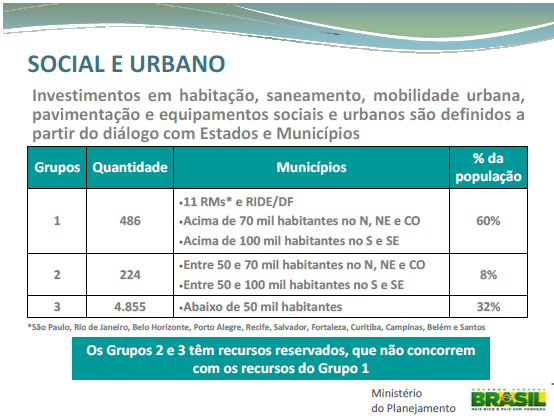 SOCIAL E URBANO
Investimentos em habitação, saneamento, mobilidade urbana,
pavimentação e equipamentos sociais e urbanos são definidos a
partir do diálogo com Estados e Municípios
Grupos Quantidade Municípios % da população
1 486 •11 RMs* e RIDE/DF 60%
•Acima de 70 mil habitantes no N, NE e CO
•Acima de 100 mil habitantes no S e SE
2 224 •Entre 50 e 70 mil habitantes no N, NE e CO 8%
•Entre 50 e 100 mil habitantes no S e SE
3 4.855 •Abaixo de 50 mil habitantes 32%
*São Paulo, Rio de Janeiro, Belo Horizonte, Porto Alegre, Recife, Salvador, Fortaleza, Curitiba, Campinas, Belém e Santos
Os Grupos 2 e 3 têm recursos reservados, que não concorrem
com os recursos do Grupo 1
Ministério
do Planejamento
GOVERNO FEDERAL
BRASIL
PAÍS RICO É PAÍS SEM POBREZA